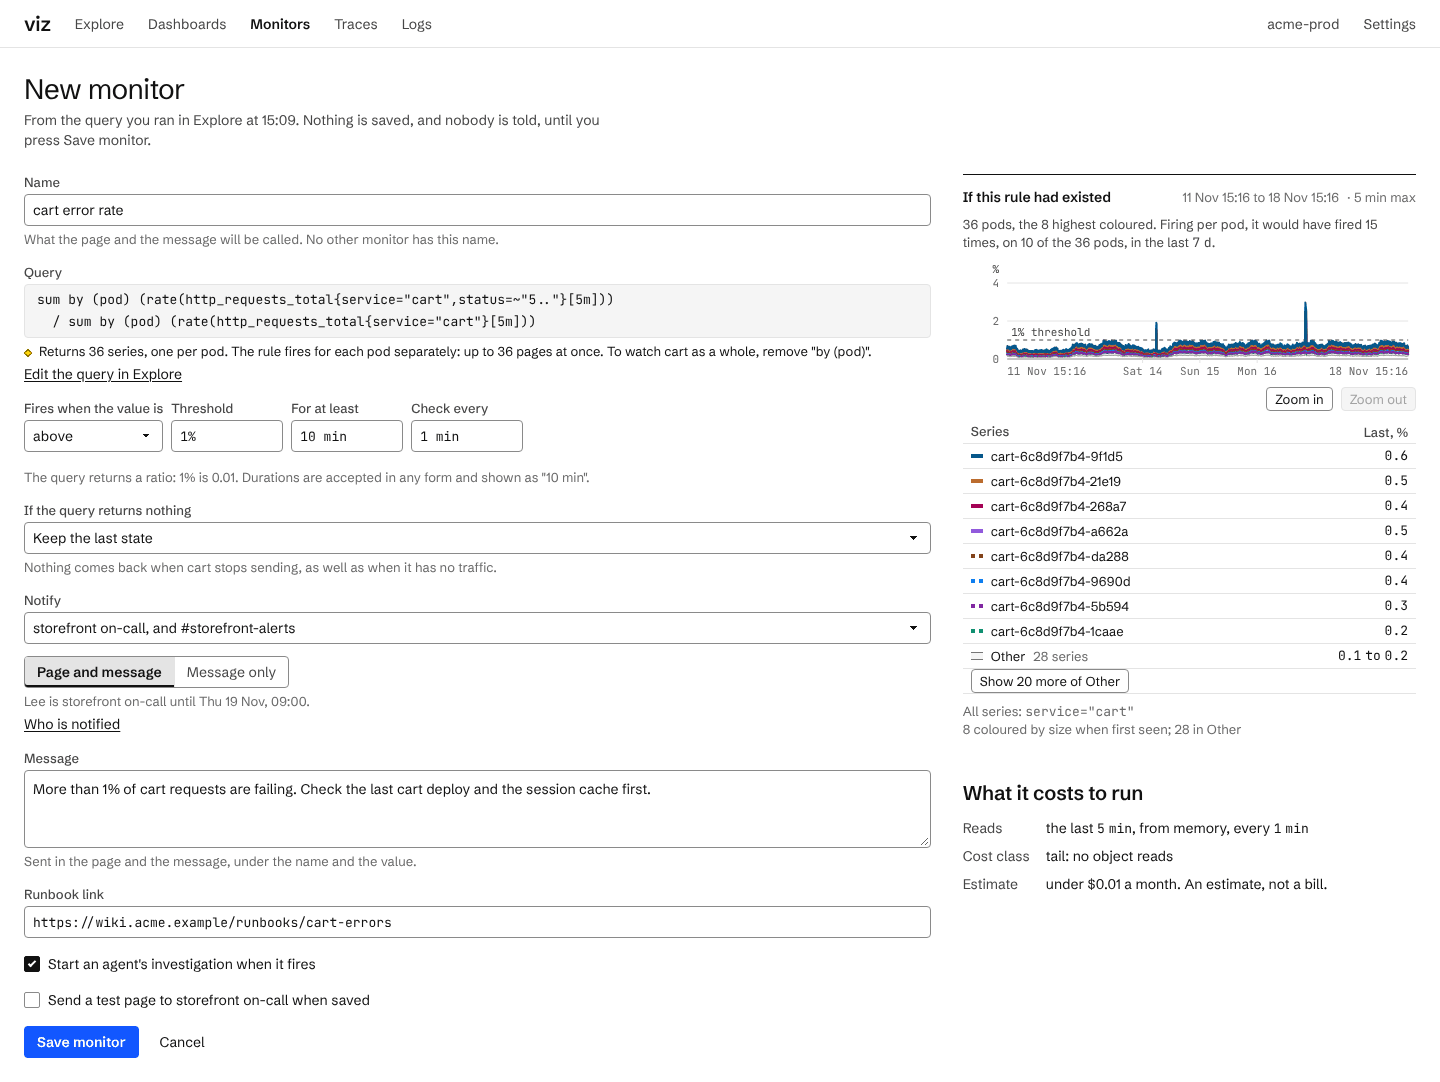 viz Explore Dashboards Monitors Traces Logs acme-prod Settings
New monitor
From the query you ran in Explore at 15:09. Nothing is saved, and nobody is told, until you
press Save monitor.
Name
cart error rate
What the page and the message will be called. No other monitor has this name.
Query
sum by (pod) (rate(http_requests_total{service="cart",status=~"5.."}[5m]))
/ sum by (pod) (rate(http_requests_total{service="cart"}[5m]))
Returns 36 series, one per pod. The rule fires for each pod separately: up to 36 pages at once. To watch cart as a whole, remove "by (pod)".
Edit the query in Explore
Fires when the value is Threshold For at least Check every
above 1% 10 min 1 min
The query returns a ratio: 1% is 0.01. Durations are accepted in any form and shown as "10 min".
If the query returns nothing
Keep the last state
Nothing comes back when cart stops sending, as well as when it has no traffic.
Notify
storefront on-call, and #storefront-alerts
Page and message Message only
Lee is storefront on-call until Thu 19 Nov, 09:00.
Who is notified
Message
More than 1% of cart requests are failing. Check the last cart deploy and the session cache first.
Sent in the page and the message, under the name and the value.
Runbook link
https://wiki.acme.example/runbooks/cart-errors
Start an agent's investigation when it fires
Send a test page to storefront on-call when saved
Save monitor Cancel
If this rule had existed 11 Nov 15:16 to 18 Nov 15:16 · 5 min max
36 pods, the 8 highest coloured. Firing per pod, it would have fired 15
times, on 10 of the 36 pods, in the last 7 d.
%
4
2
1% threshold
0
11 Nov 15:16 Sat 14 Sun 15 Mon 16 18 Nov 15:16
Zoom in Zoom out
Series Last, %
cart-6c8d9f7b4-9f1d5 0.6
cart-6c8d9f7b4-21e19 0.5
cart-6c8d9f7b4-268a7 0.4
cart-6c8d9f7b4-a662a 0.5
cart-6c8d9f7b4-da288 0.4
cart-6c8d9f7b4-9690d 0.4
cart-6c8d9f7b4-5b594 0.3
cart-6c8d9f7b4-1caae 0.2
Other 28 series 0.1 to 0.2
Show 20 more of Other
All series: service="cart"
8 coloured by size when first seen; 28 in Other
What it costs to run
Reads the last 5 min, from memory, every 1 min
Cost class tail: no object reads
Estimate under $0.01 a month. An estimate, not a bill.